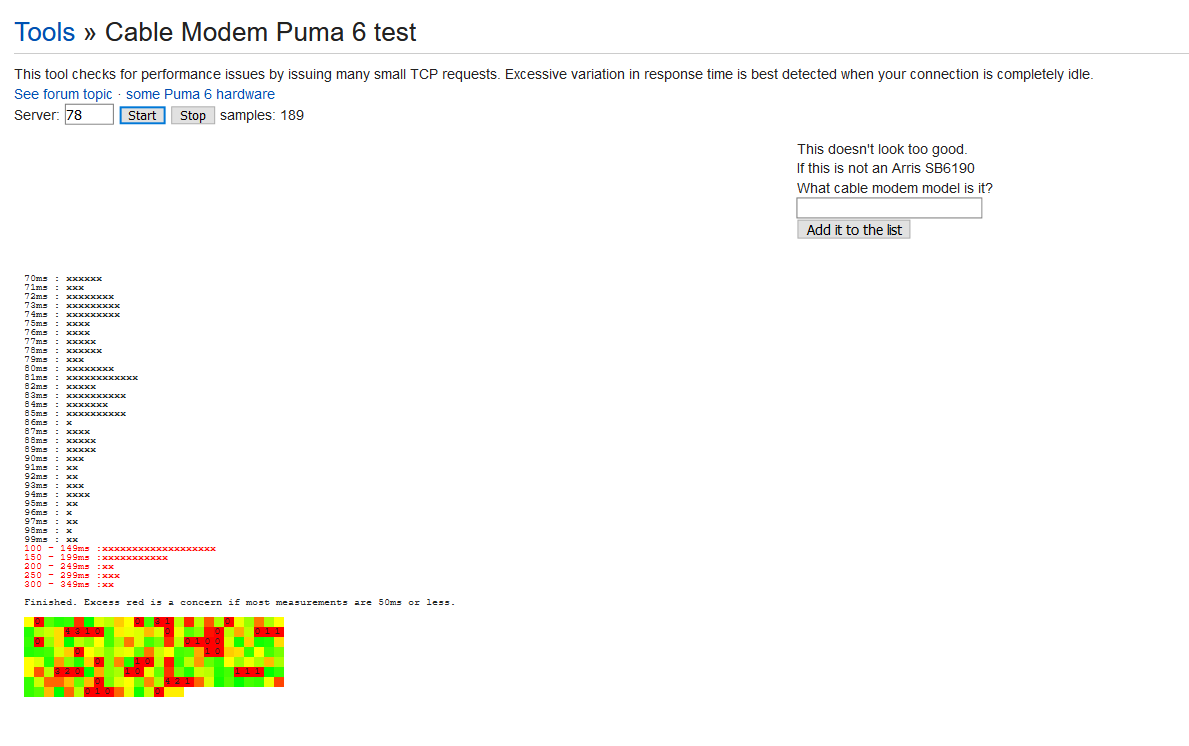 Tools » Cable Modem Puma 6 test
This tool checks for performance issues by issuing many small TCP requests. Excessive variation in response time is best detected when your connection is completely idle.
See forum topic · some Puma 6 hardware
Server: 78 Start Stop samples: 189
This doesn't look too good.
If this is not an Arris SB6190
What cable modem model is it?
Add it to the list
70ms : xxxxxx
71ms : xxx
72ms : xxxxxxxx
73ms : xxxxxxxxx
74ms : xxxxxxxxx
75ms : xxxx
76ms : xxxx
77ms : xxxxx
78ms : xxxxxx
79ms : xxx
80ms : xxxxxxxx
81ms : xxxxxxxxxxxx
82ms : xxxxx
83ms : xxxxxxxxxx
84ms : xxxxxxx
85ms : xxxxxxxxxx
86ms : x
87ms : xxxx
88ms : xxxxx
89ms : xxxxx
90ms : xxx
91ms : xx
92ms : xx
93ms : xxx
94ms : xxxx
95ms : xx
96ms : x
97ms : xx
98ms : x
99ms : xx
100 - 149ms :xxxxxxxxxxxxxxxxxxx
150 - 199ms :xxxxxxxxxxx
200 - 249ms :xx
250 - 299ms :xxx
300 - 349ms :xx
Finished. Excess red is a concern if most measurements are 50ms or less.